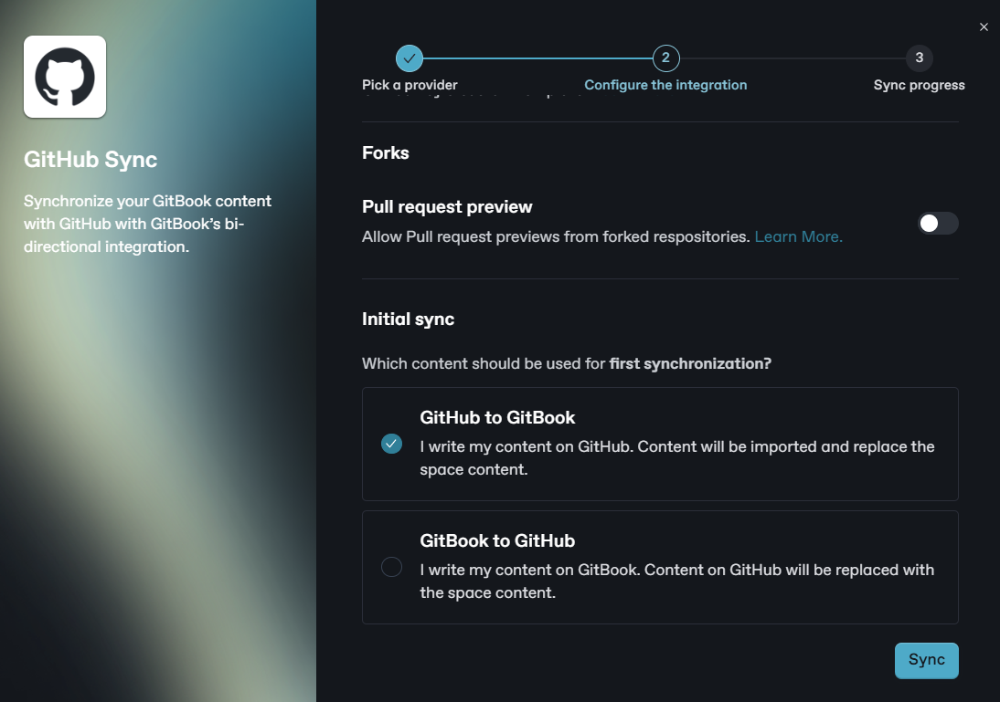 GitHub Sync
Synchronize your GitBook content
with GitHub with GitBook's bi-
directional integration.
2
3
Pick a provider
Configure the integration
Sync progress
Forks
Pull request preview
Allow Pull request previews from forked respositories. Learn More.
Initial sync
Which content should be used for first synchronization?
GitHub to GitBook
I write my content on GitHub. Content will be imported and replace the
space content.
GitBook to GitHub
I write my content on GitBook. Content on GitHub will be replaced with
the space content.
Sync